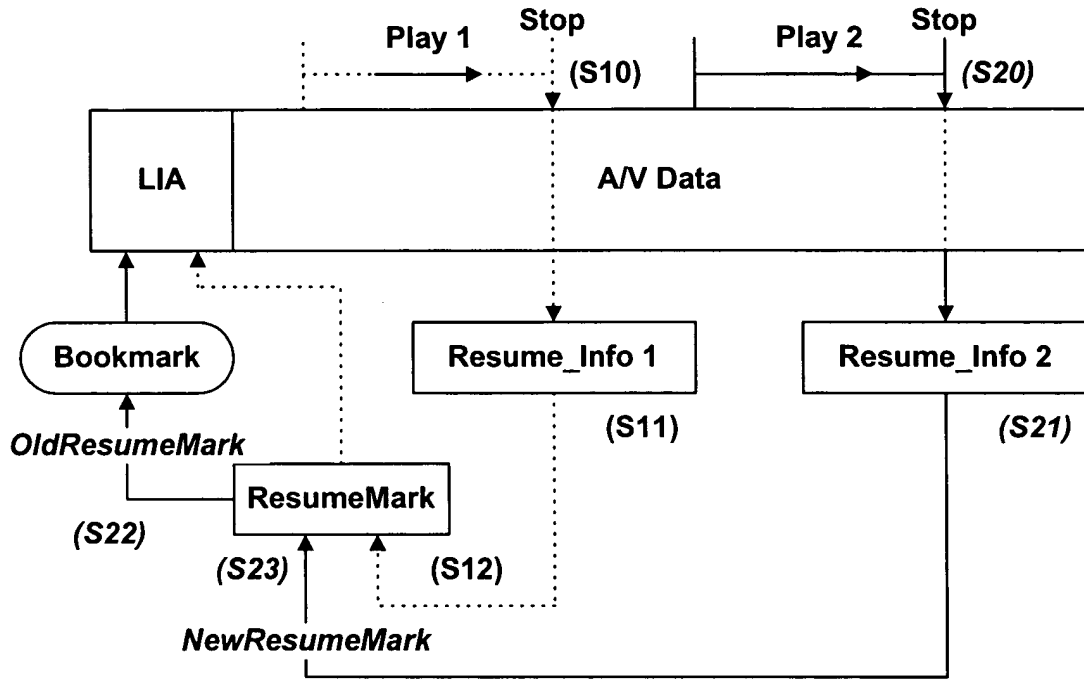 Stop
Stop
Play 1
Play 2
(S10)
(S20)
LIA
A/V Data
Bookmark
Resume_Info 1
Resume_Info 2
(S11)
(S21)
OldResumeMark
ResumeMark
(S22)
(S23)
(S12)
NewResumeMark